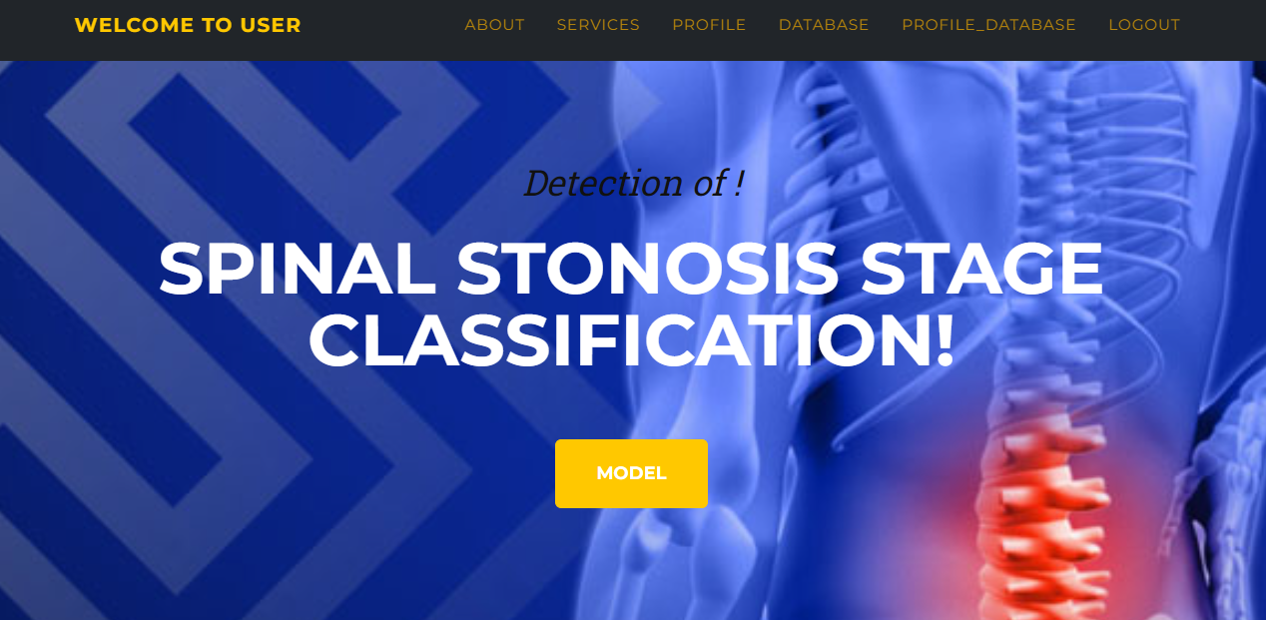 WELCOME TO USER
ABOUT SERVICES PROFILE DATABASE PROFILE_DATABASE LOGOUT
Detection of !
SPINAL STONOSIS STAGE
CLASSIFICATION!
MODEL